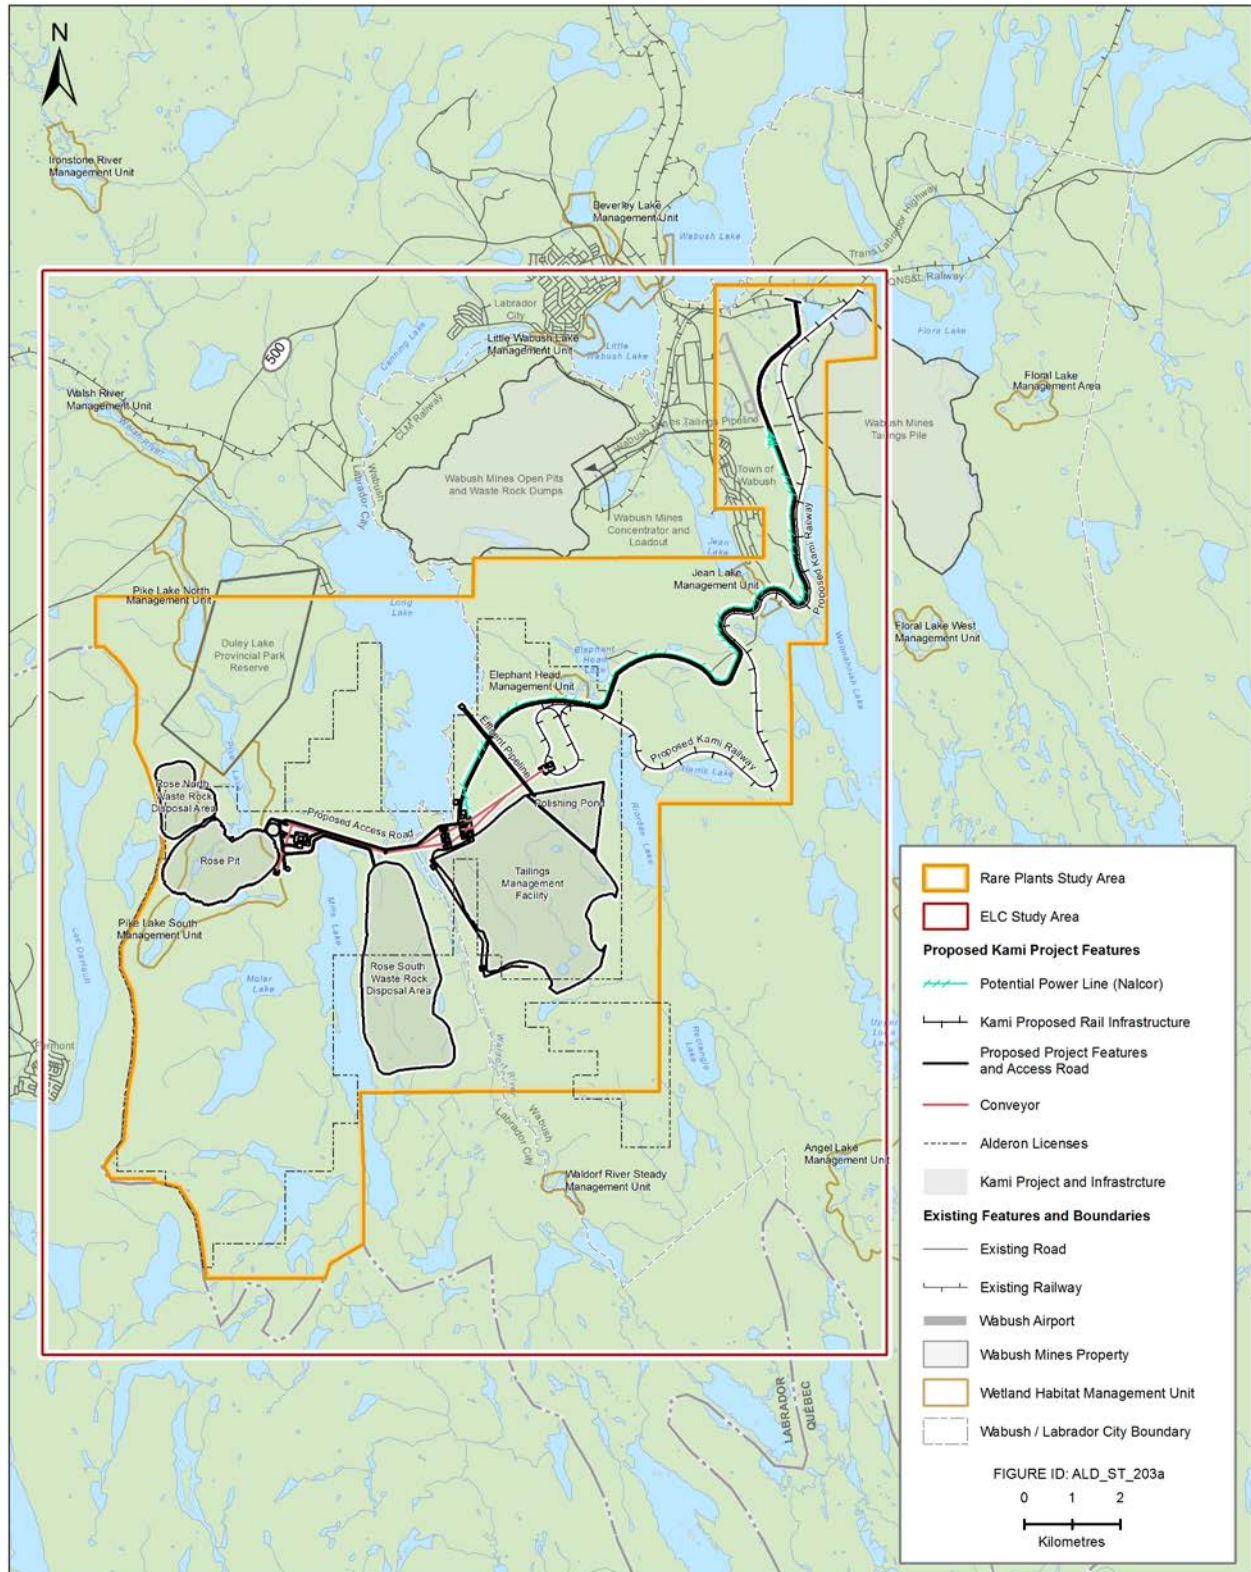 N
Ironstone River
Management Unit
Beverley Lake
Management Unit
Wabush Lake
Trans Labrador Highway
QNS&L Railway
Labrador
City
Canning Lake
Little Wabush Lake
Management Unit
Little
Wabush Lake
Flora Lake
500
Floral Lake
Management Area
Walsh River
Management Unit
Walsh River
CLM Railway
Wabush
Labrador City
Wabush Mines Tailings Pipeline
Wabush Mines
Tailings Pile
Wabush Mines Open Pits
and Waste Rock Dumps
Town of
Wabush
Wabush Mines
Concentrator and
Loadout
Jean
Lake
Proposed Kami Railway
Jean Lake
Management Unit
Pike Lake North
Management Unit
Long
Lake
Duley Lake
Provincial Park
Reserve
Floral Lake West
Management Unit
Elephant
Head
Lake
Elephant Head
Management Unit
Effluent Pipeline
Proposed Kami Railway
Harris Lake
Rose North
Waste Rock
Disposal Area
Polishing Pond
Proposed Access Road
Rose Pit
Tailings
Management
Facility
Pike Lake South
Management Unit
Mills Lake
Molar
Lake
Rose South
Waste Rock
Disposal Area
Fermont
Rectangle
Lake
Waldorf
River
Wabush
Labrador City
Waldorf River Steady
Management Unit
Angel Lake
Management Unit
LABRADOR
QUÉBEC
Rare Plants Study Area
ELC Study Area
Proposed Kami Project Features
Potential Power Line (Nalcor)
Kami Proposed Rail Infrastructure
Proposed Project Features
and Access Road
Conveyor
Alderon Licenses
Kami Project and Infrastrcture
Existing Features and Boundaries
Existing Road
Existing Railway
Wabush Airport
Wabush Mines Property
Wetland Habitat Management Unit
Wabush / Labrador City Boundary
FIGURE ID: ALD_ST_203a
0 1 2
Kilometres